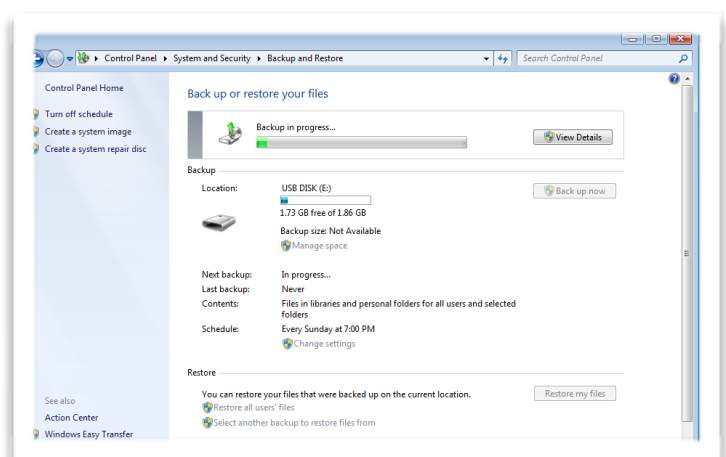 Control Panel ▸ System and Security ▸ Backup and Restore
Search Control Panel
Control Panel Home
Turn off schedule
Create a system image
Create a system repair disc
Back up or restore your files
Backup in progress...
View Details
Backup
Location:
USB DISK (E:)
Back up now
1.73 GB free of 1.86 GB
Backup size: Not Available
Manage space
Next backup:
In progress...
Last backup:
Never
Contents:
Files in libraries and personal folders for all users and selected
folders
Schedule:
Every Sunday at 7:00 PM
Change settings
Restore
You can restore your files that were backed up on the current location.
Restore my files
Restore all users' files
Select another backup to restore files from
See also
Action Center
Windows Easy Transfer